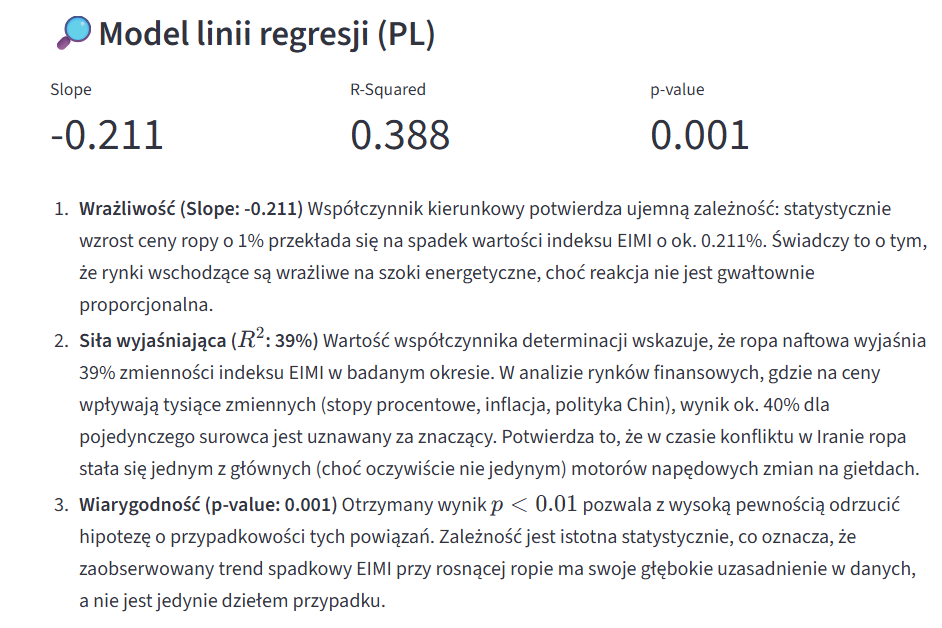 Model linii regresji (PL)
Slope
R-Squared
p-value
-0.211
0.388
0.001
1. Wrażliwość (Slope: -0.211) Współczynnik kierunkowy potwierdza ujemną zależność: statystycznie
wzrost ceny ropy o 1% przekłada się na spadek wartości indeksu EIMI o ok. 0.211%. Świadczy to o tym,
że rynki wschodzące są wrażliwe na szoki energetyczne, choć reakcja nie jest gwałtownie
proporcjonalna.
2. Siła wyjaśniająca (R²: 39%) Wartość współczynnika determinacji wskazuje, że ropa naftowa wyjaśnia
39% zmienności indeksu EIMI w badanym okresie. W analizie rynków finansowych, gdzie na ceny
wpływają tysiące zmiennych (stopy procentowe, inflacja, polityka Chin), wynik ok. 40% dla
pojedynczego surowca jest uznawany za znaczący. Potwierdza to, że w czasie konfliktu w Iranie ropa
stała się jednym z głównych (choć oczywiście nie jedynym) motorów napędowych zmian na giełdach.
3. Wiarygodność (p-value: 0.001) Otrzymany wynik p < 0.01 pozwala z wysoką pewnością odrzucić
hipotezę o przypadkowości tych powiązań. Zależność jest istotna statystycznie, co oznacza, że
zaobserwowany trend spadkowy EIMI przy rosnącej ropie ma swoje głębokie uzasadnienie w danych,
a nie jest jedynie dziełem przypadku.